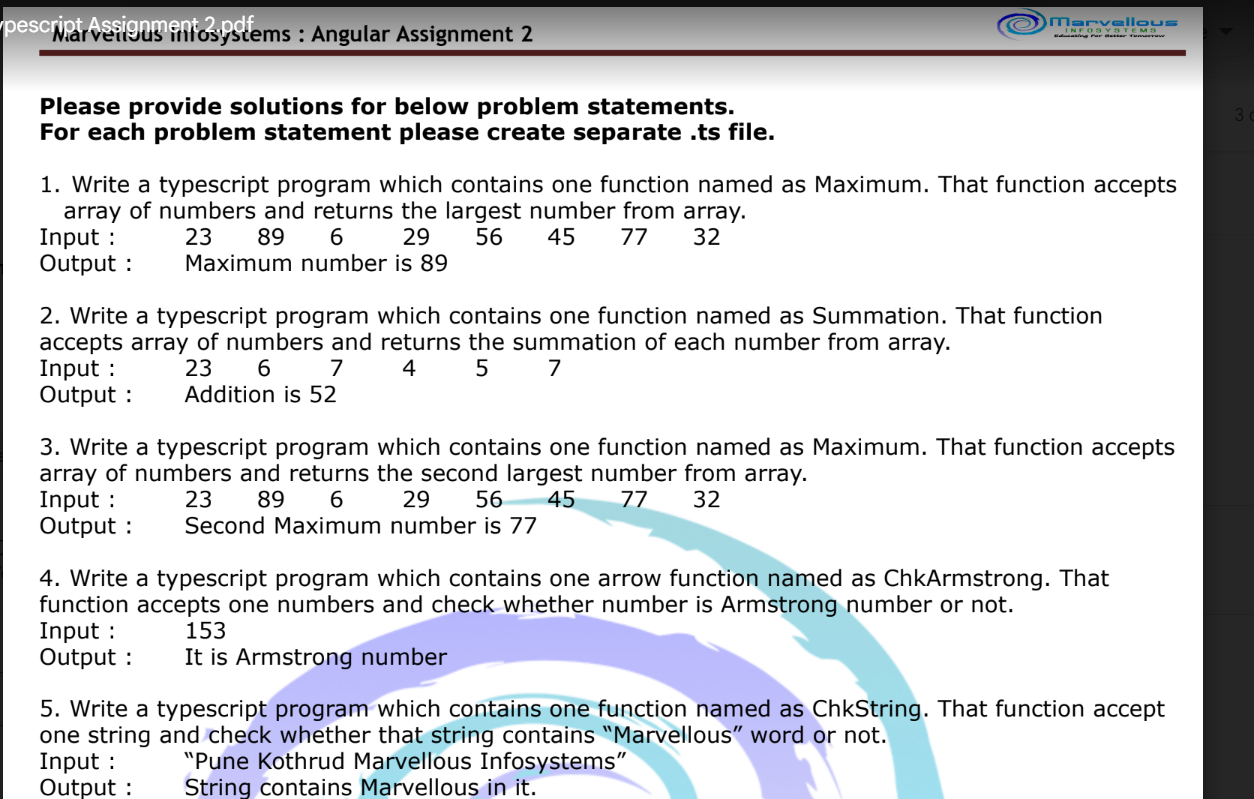 ypescript Assignment 2.pdf
Marvellous Infosystems : Angular Assignment 2
Marvellous
INFOSYSTEMS
Educating For Better Tomorrow
Please provide solutions for below problem statements.
For each problem statement please create separate .ts file.
1. Write a typescript program which contains one function named as Maximum. That function accepts
array of numbers and returns the largest number from array.
Input : 23 89 6 29 56 45 77 32
Output : Maximum number is 89
2. Write a typescript program which contains one function named as Summation. That function
accepts array of numbers and returns the summation of each number from array.
Input : 23 6 7 4 5 7
Output : Addition is 52
3. Write a typescript program which contains one function named as Maximum. That function accepts
array of numbers and returns the second largest number from array.
Input : 23 89 6 29 56 45 77 32
Output : Second Maximum number is 77
4. Write a typescript program which contains one arrow function named as ChkArmstrong. That
function accepts one numbers and check whether number is Armstrong number or not.
Input : 153
Output : It is Armstrong number
5. Write a typescript program which contains one function named as ChkString. That function accept
one string and check whether that string contains “Marvellous” word or not.
Input : “Pune Kothrud Marvellous Infosystems”
Output : String contains Marvellous in it.